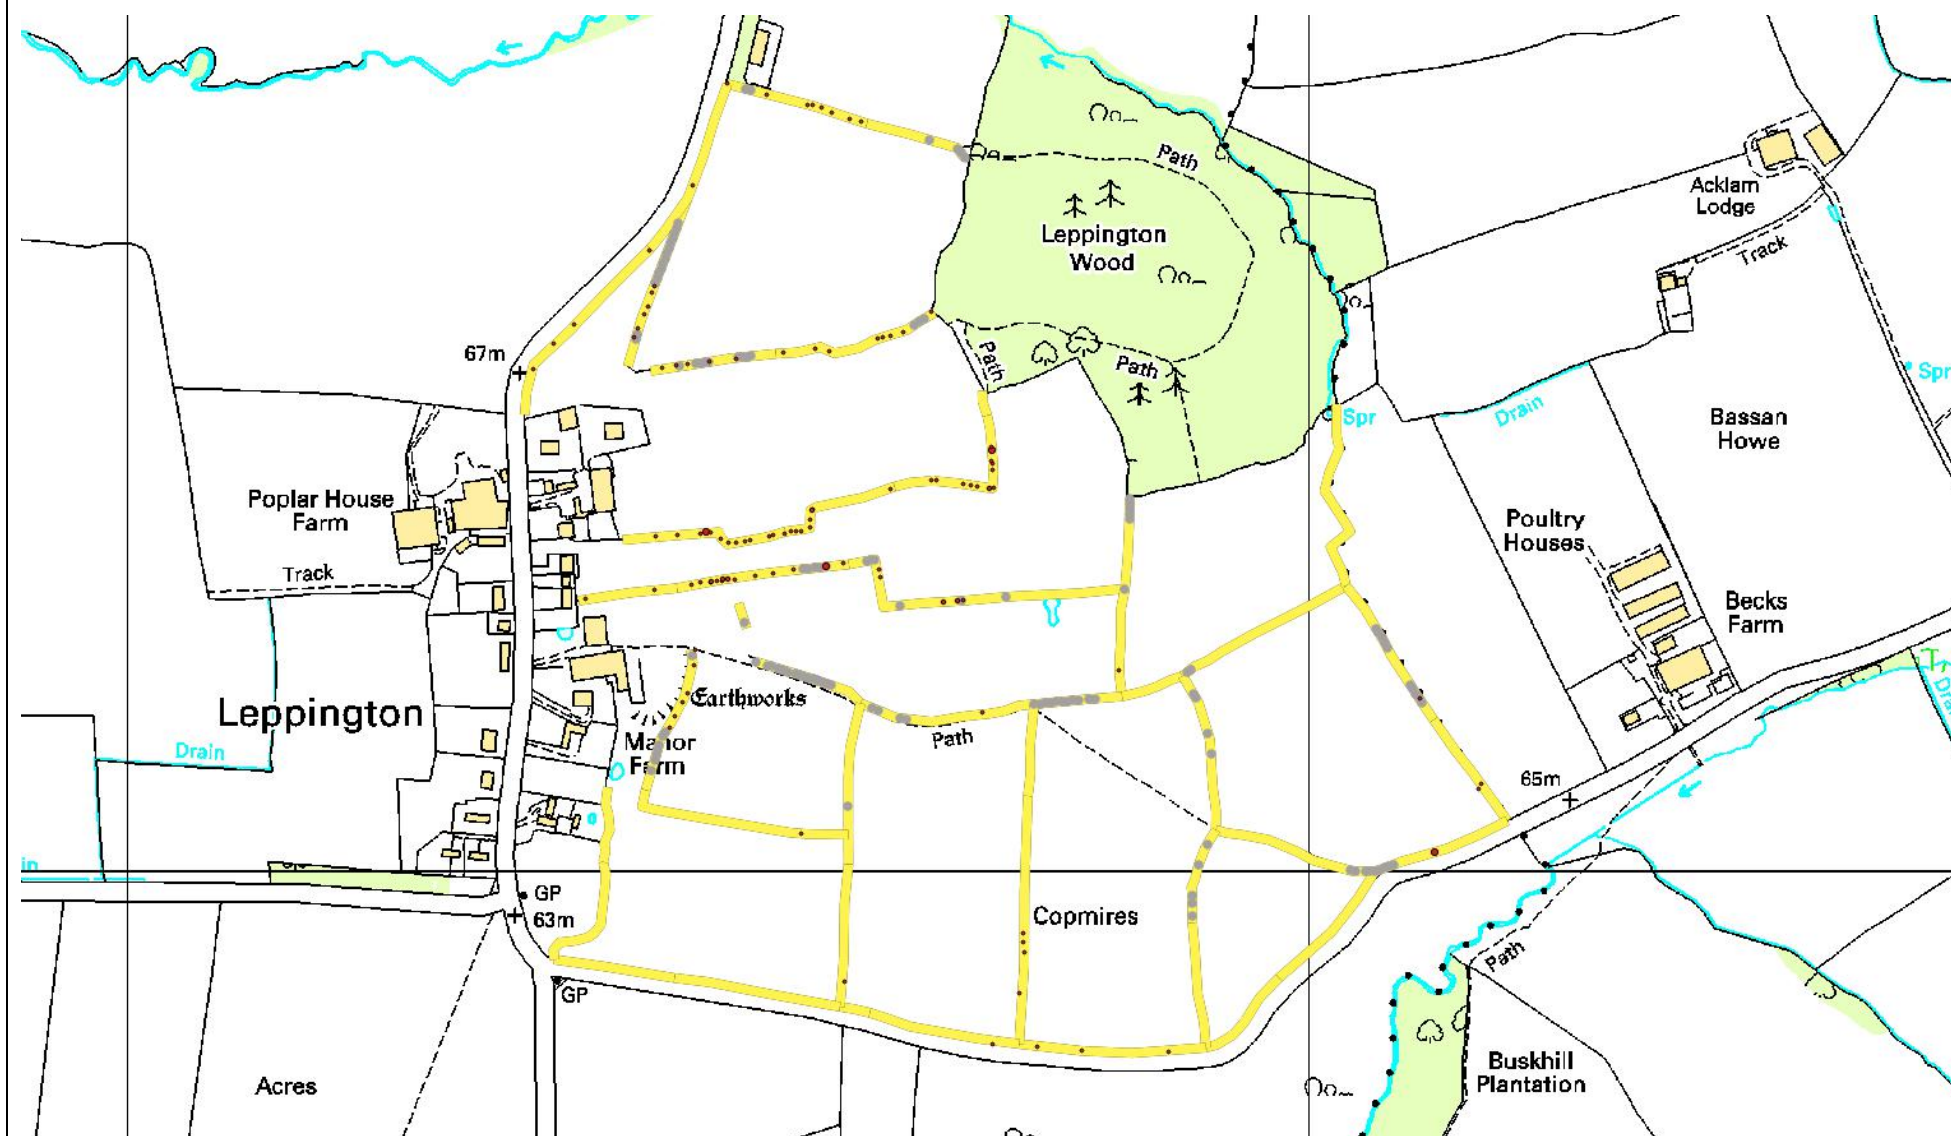 Path
Acklam
Lodge
Leppington
Wood
Track
67m
Path
Path
Spr
Drain
Spr
Bassan
Howe
Poplar House
Farm
Poultry
Houses
Track
Becks
Farm
Earthworks
Leppington
Manor
Farm
Path
Drain
65m
GP
63m
Copmires
Path
GP
Acres
Buskhill
Plantation